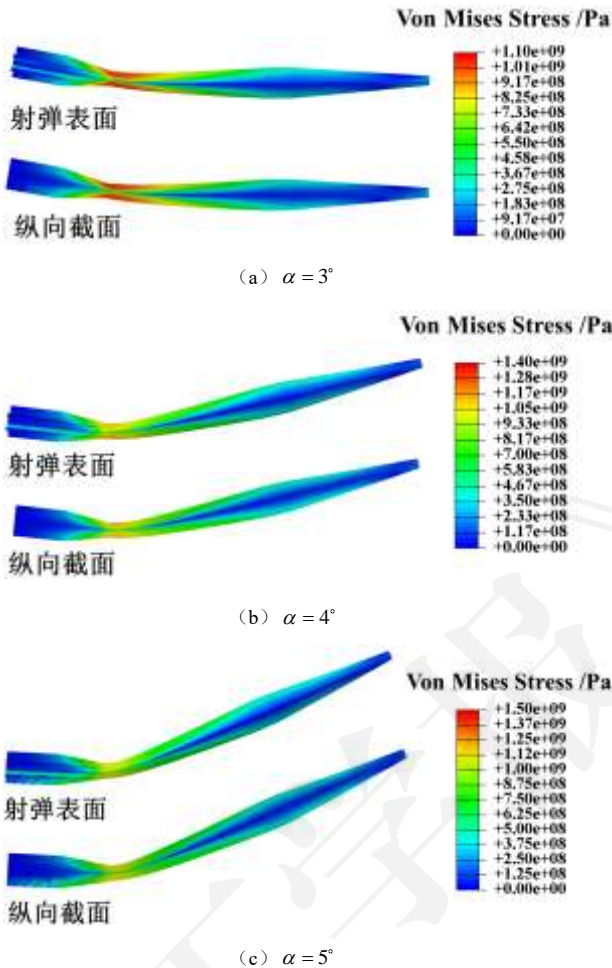 Von Mises Stress /Pa
+1.10e+09
+1.01e+09
+9.17e+08
+8.25e+08
+7.33e+08
+6.42e+08
+5.50e+08
+4.58e+08
+3.67e+08
+2.75e+08
+1.83e+08
+9.17e+07
+0.00e+00
射弹表面
纵向截面
（a） α = 3°
Von Mises Stress /Pa
+1.40e+09
+1.28e+09
+1.17e+09
+1.05e+09
+9.33e+08
+8.17e+08
+7.00e+08
+5.83e+08
+4.67e+08
+3.50e+08
+2.33e+08
+1.17e+08
+0.00e+00
射弹表面
纵向截面
（b） α = 4°
Von Mises Stress /Pa
+1.50e+09
+1.37e+09
+1.25e+09
+1.12e+09
+1.00e+09
+8.75e+08
+7.50e+08
+6.25e+08
+5.00e+08
+3.75e+08
+2.50e+08
+1.25e+08
+0.00e+00
射弹表面
纵向截面
（c） α = 5°
学报